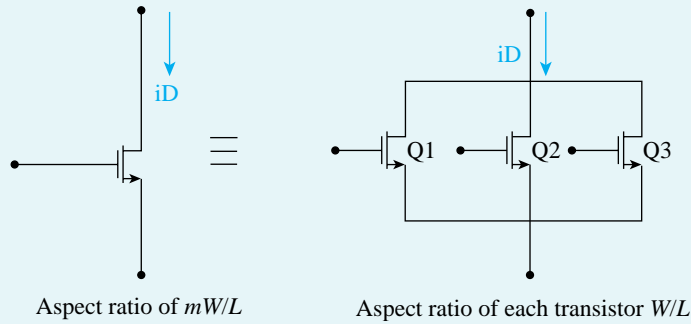 iD
iD
Q1
Q2
Q3
Aspect ratio of mW/L
Aspect ratio of each transistor W/L